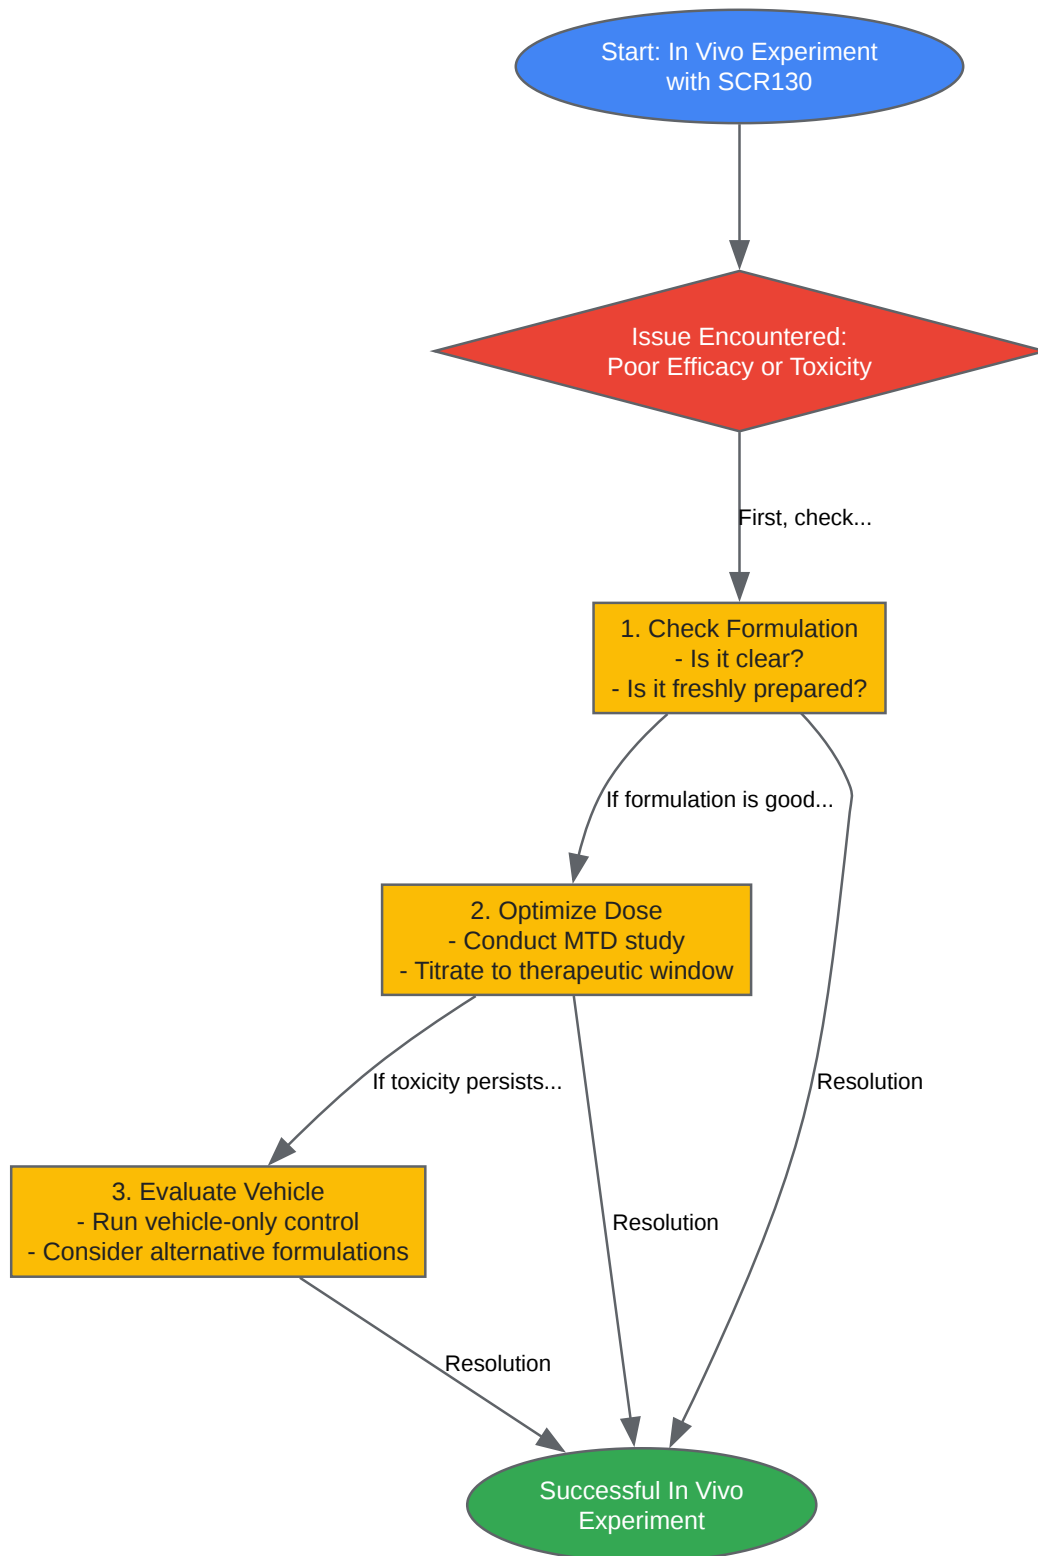 Start: In Vivo Experiment
with SCR130
Issue Encountered:
Poor Efficacy or Toxicity
First, check...
1. Check Formulation
- Is it clear?
- Is it freshly prepared?
If formulation is good...
2. Optimize Dose
- Conduct MTD study
- Titrate to therapeutic window
If toxicity persists...
Resolution
3. Evaluate Vehicle
- Run vehicle-only control
- Consider alternative formulations
Resolution
Resolution
Successful In Vivo
Experiment